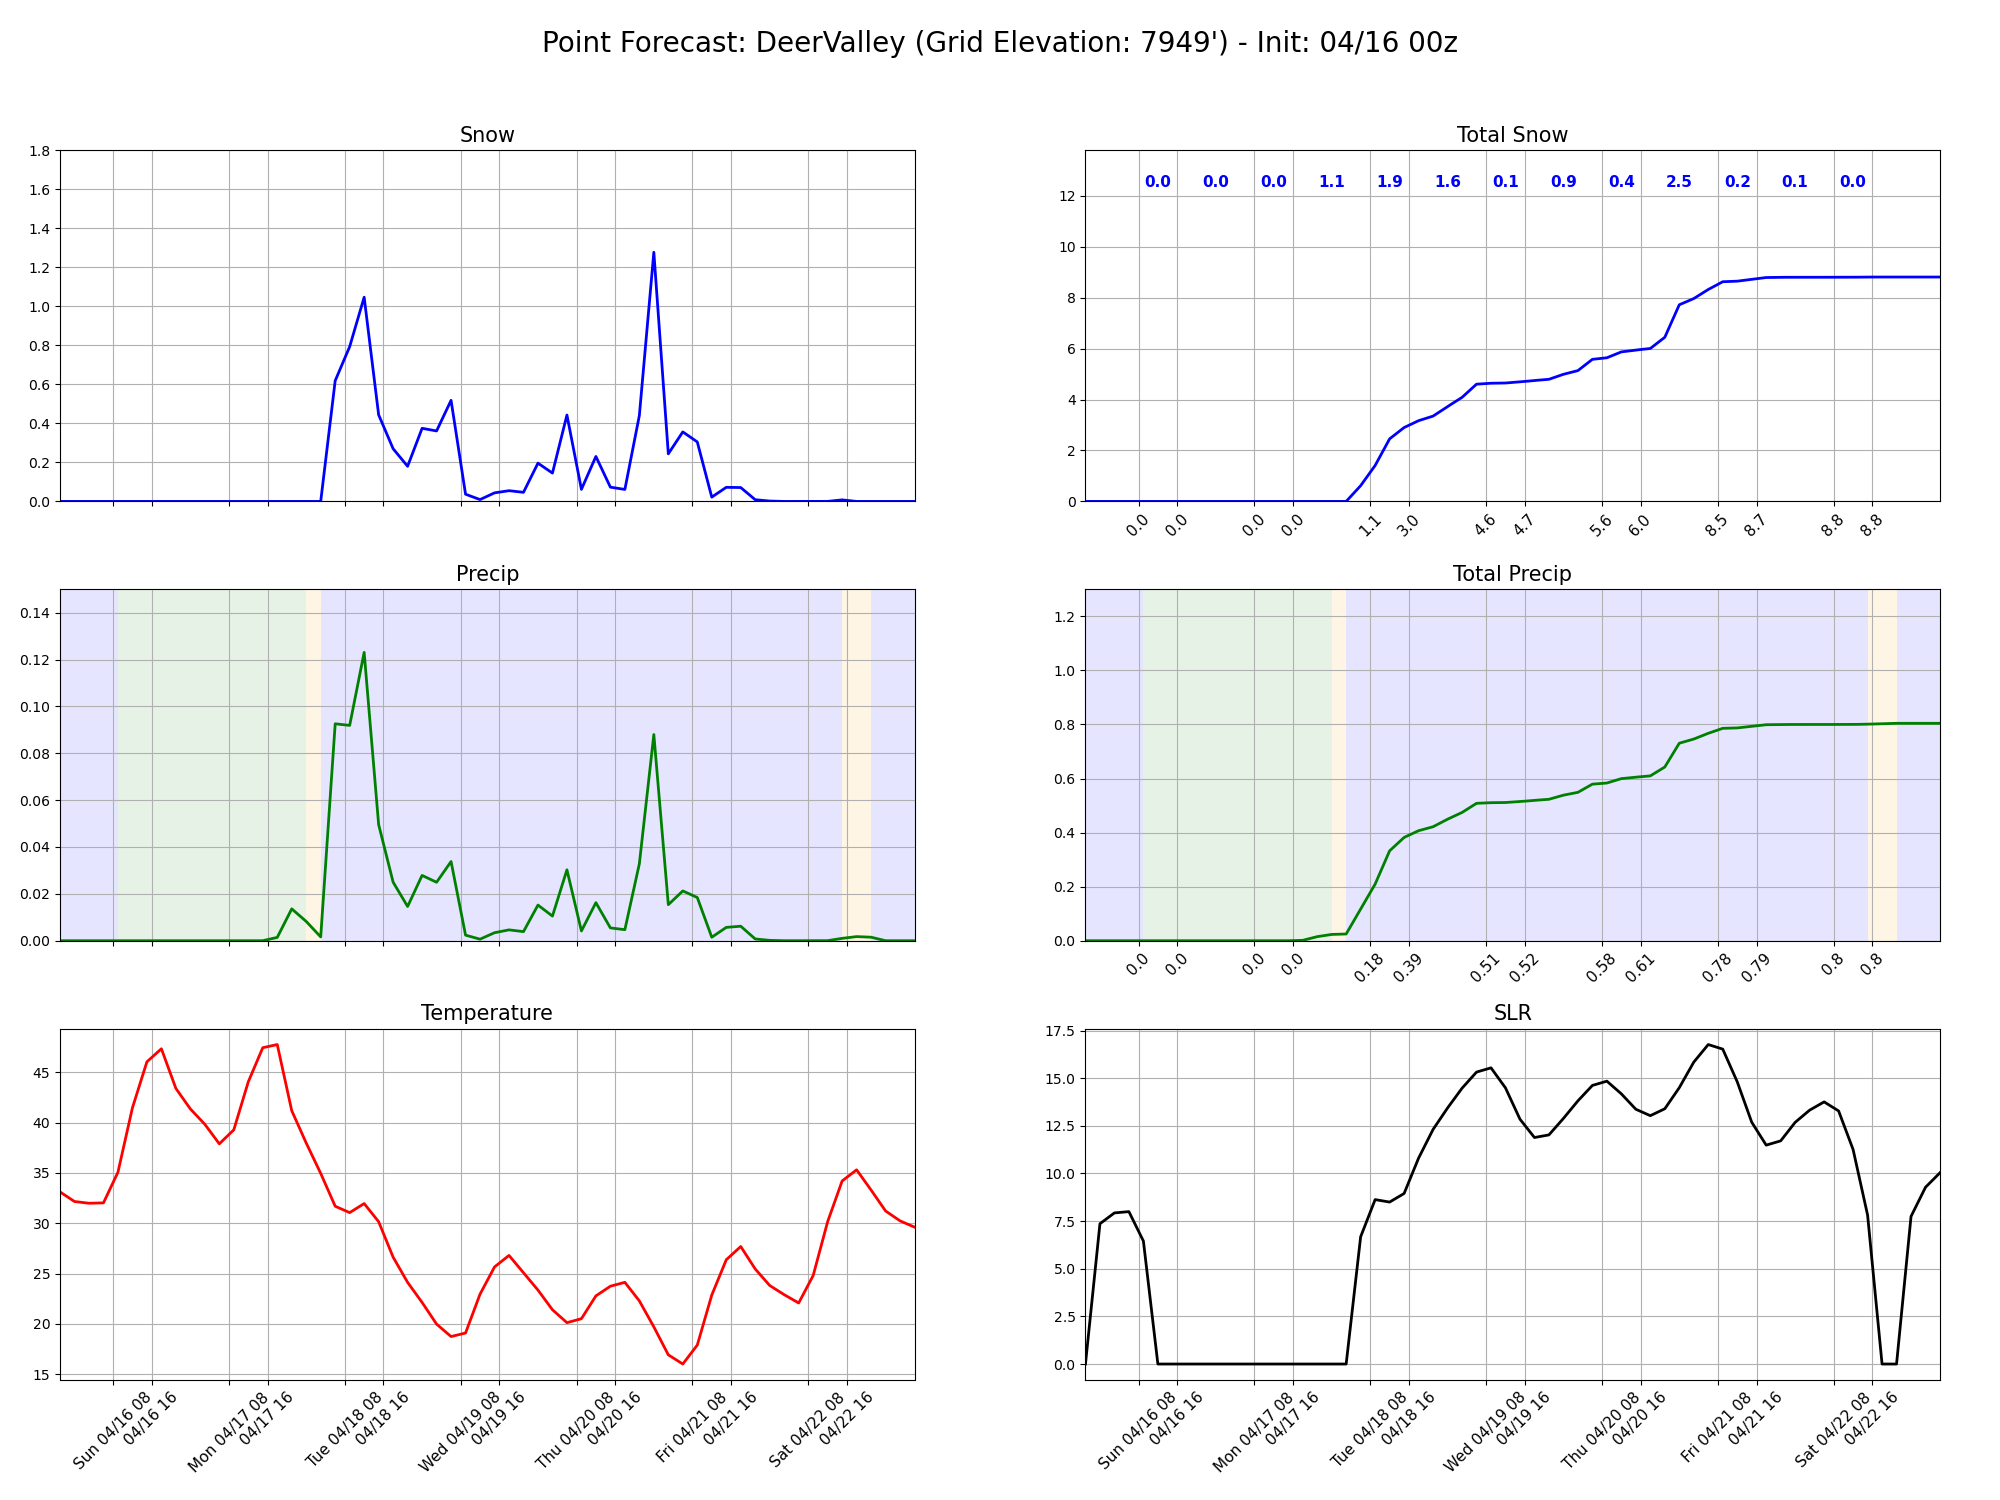 Point Forecast: DeerValley (Grid Elevation: 7949') - Init: 04/16 00z
Snow
1.8
1.6
1.4
1.2
1.0
0.8
0.6
0.4
0.2
0.0
Total Snow
0.0 0.0 0.0 1.1 1.9 1.6 0.1 0.9 0.4 2.5 0.2 0.1 0.0
12
10
8
6
4
2
0
0.0 0.0 0.0 0.0 1.1 3.0 4.6 4.7 5.6 6.0 8.5 8.7 8.8 8.8
Precip
0.14
0.12
0.10
0.08
0.06
0.04
0.02
0.00
Total Precip
1.2
1.0
0.8
0.6
0.4
0.2
0.0
0.0 0.0 0.0 0.0 0.18 0.39 0.51 0.52 0.58 0.61 0.78 0.79 0.8 0.8
Temperature
45
40
35
30
25
20
15
Sun 04/16 08
04/16 16
Mon 04/17 08
04/17 16
Tue 04/18 08
04/18 16
Wed 04/19 08
04/19 16
Thu 04/20 08
04/20 16
Fri 04/21 08
04/21 16
Sat 04/22 08
04/22 16
SLR
17.5
15.0
12.5
10.0
7.5
5.0
2.5
0.0
Sun 04/16 08
04/16 16
Mon 04/17 08
04/17 16
Tue 04/18 08
04/18 16
Wed 04/19 08
04/19 16
Thu 04/20 08
04/20 16
Fri 04/21 08
04/21 16
Sat 04/22 08
04/22 16